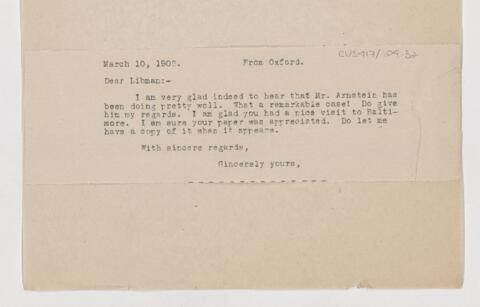 CUS417/.04.32
March 10, 1908. From Oxford.
Dear Libman:-
I am very glad indeed to hear that Mr. Arnstein has
been doing pretty well. What a remarkable case! Do give
him my regards. I am glad you had a nice visit to Balti-
more. I am sure your paper was appreciated. Do let me
have a copy of it when it appears.
With sincere regards,
Sincerely yours,